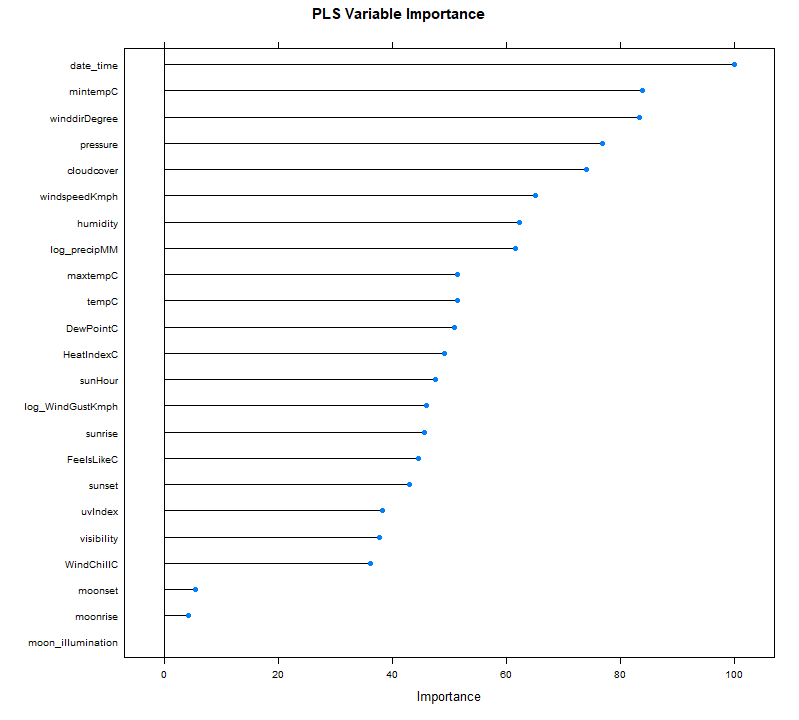 PLS Variable Importance
date_time
mintempC
winddirDegree
pressure
cloudcover
windspeedKmph
humidity
log_precipMM
maxtempC
tempC
DewPointC
HeatIndexC
sunHour
log_WindGustKmph
sunrise
FeelsLikeC
sunset
uvIndex
visibility
WindChillC
moonset
moonrise
moon_illumination
0 20 40 60 80 100
Importance